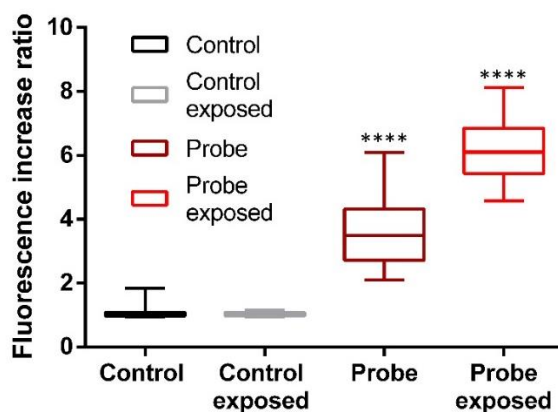 Fluorescence increase ratio
10
8
6
4
2
0
Control
Control
exposed
Probe
Probe
exposed
****
****
Control
Control
exposed
Probe
Probe
exposed